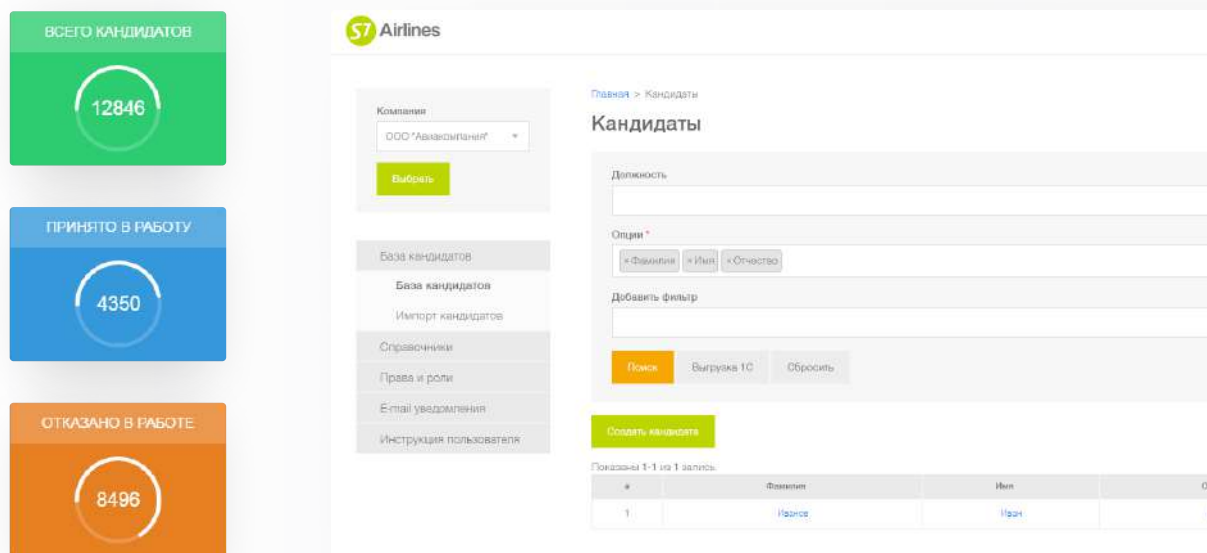 ВСЕГО КАНДИДАТОВ
12846
ПРИНЯТО В РАБОТУ
4350
ОТКАЗАНО В РАБОТЕ
8496
S7 Airlines
Компания
ООО "Авиакомпания"
Выбрать
База кандидатов
База кандидатов
Импорт кандидатов
Справочники
Права и роли
E-mail уведомления
Инструкция пользователя
Главная > Кандидаты
Кандидаты
Должность
Опции *
×Фамилия ×Имя ×Отчество
Добавить фильтр
Поиск Выгрузка 1С Сбросить
Создать кандидата
Показаны 1-1 из 1 запись.
# Фамилия Имя О
1 Иванов Иван